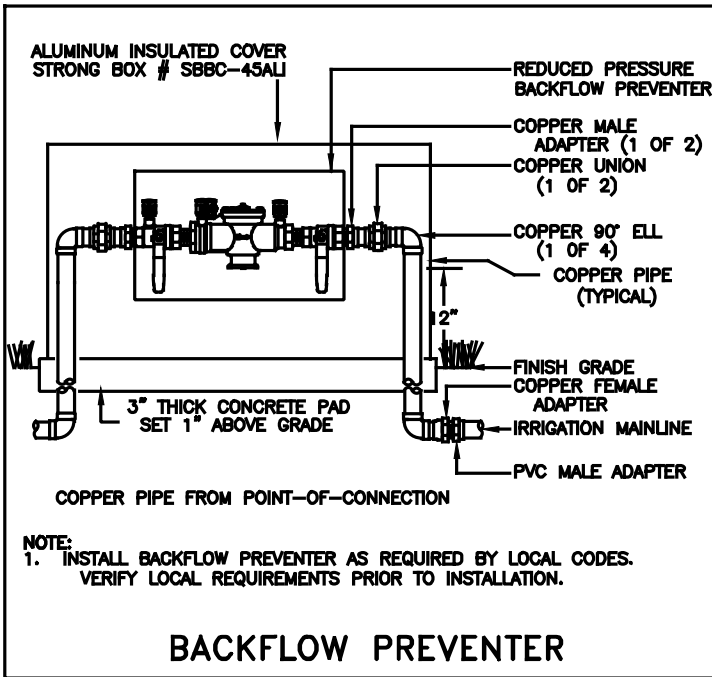 ALUMINUM INSULATED COVER
STRONG BOX # SBBC-45ALI
REDUCED PRESSURE
BACKFLOW PREVENTER
COPPER MALE
ADAPTER (1 OF 2)
COPPER UNION
(1 OF 2)
COPPER 90° ELL
(1 OF 4)
COPPER PIPE
(TYPICAL)
12"
FINISH GRADE
COPPER FEMALE
ADAPTER
IRRIGATION MAINLINE
PVC MALE ADAPTER
3" THICK CONCRETE PAD
SET 1" ABOVE GRADE
COPPER PIPE FROM POINT-OF-CONNECTION
NOTE:
1. INSTALL BACKFLOW PREVENTER AS REQUIRED BY LOCAL CODES.
VERIFY LOCAL REQUIREMENTS PRIOR TO INSTALLATION.
BACKFLOW PREVENTER